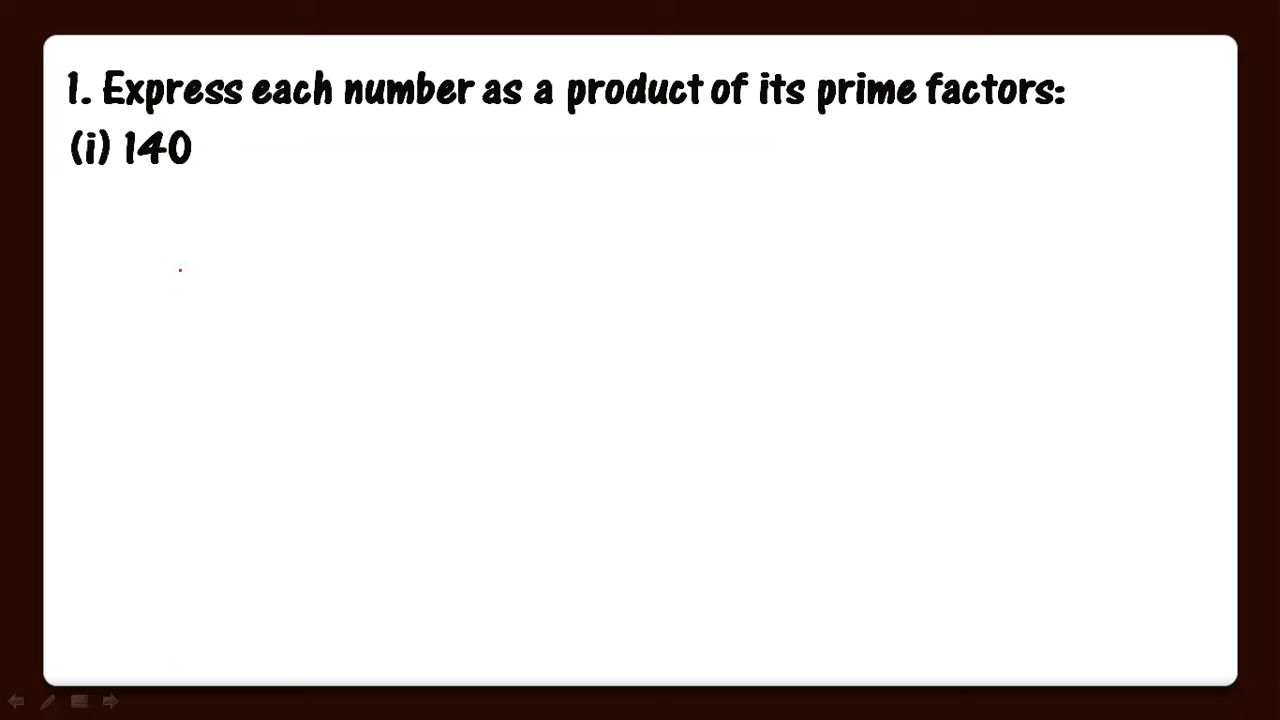 1. Express each number as a product of its prime factors:
(i) 140